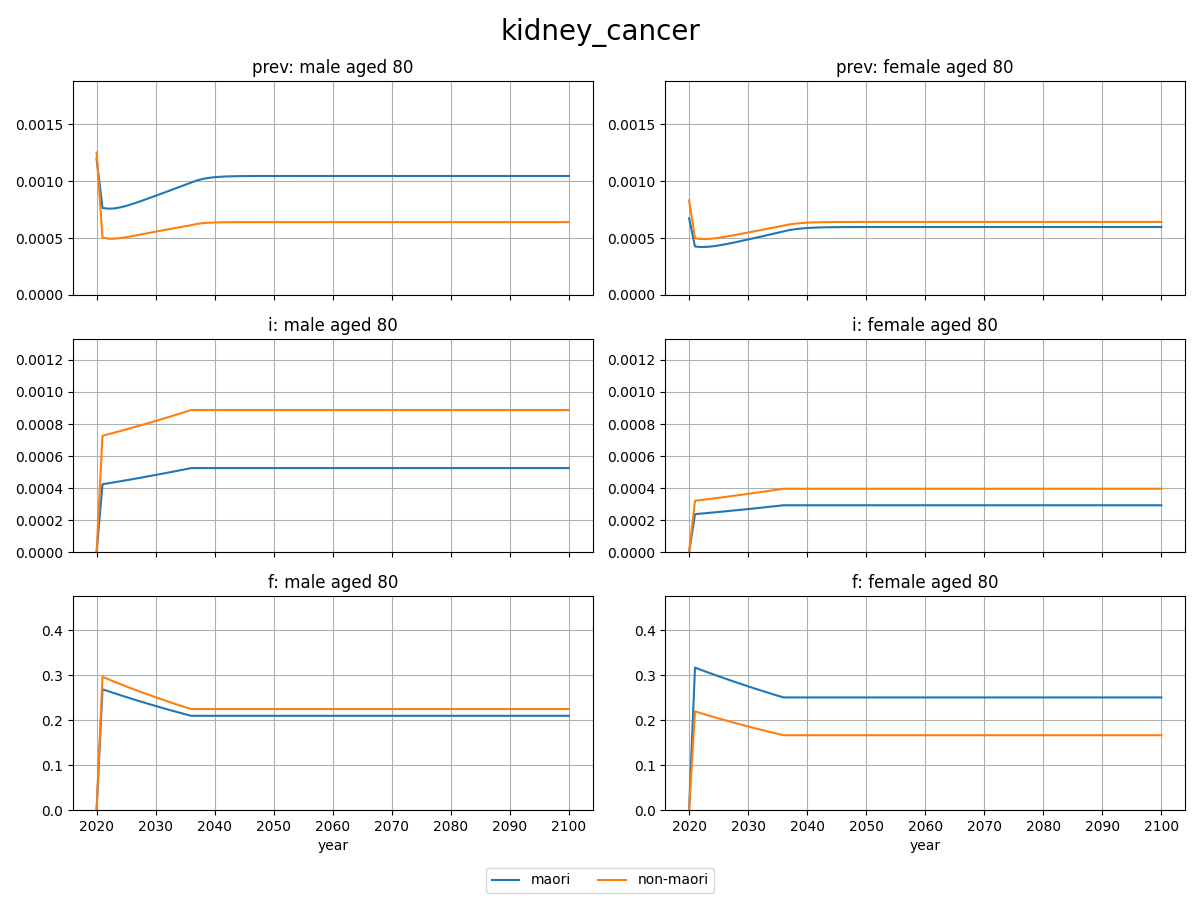 kidney_cancer
prev: male aged 80
prev: female aged 80
0.0015
0.0010
0.0005
0.0000
0.0015
0.0010
0.0005
0.0000
i: male aged 80
i: female aged 80
0.0012
0.0010
0.0008
0.0006
0.0004
0.0002
0.0000
0.0012
0.0010
0.0008
0.0006
0.0004
0.0002
0.0000
f: male aged 80
f: female aged 80
0.4
0.3
0.2
0.1
0.0
0.4
0.3
0.2
0.1
0.0
2020 2030 2040 2050 2060 2070 2080 2090 2100
2020 2030 2040 2050 2060 2070 2080 2090 2100
year
year
maori
non-maori